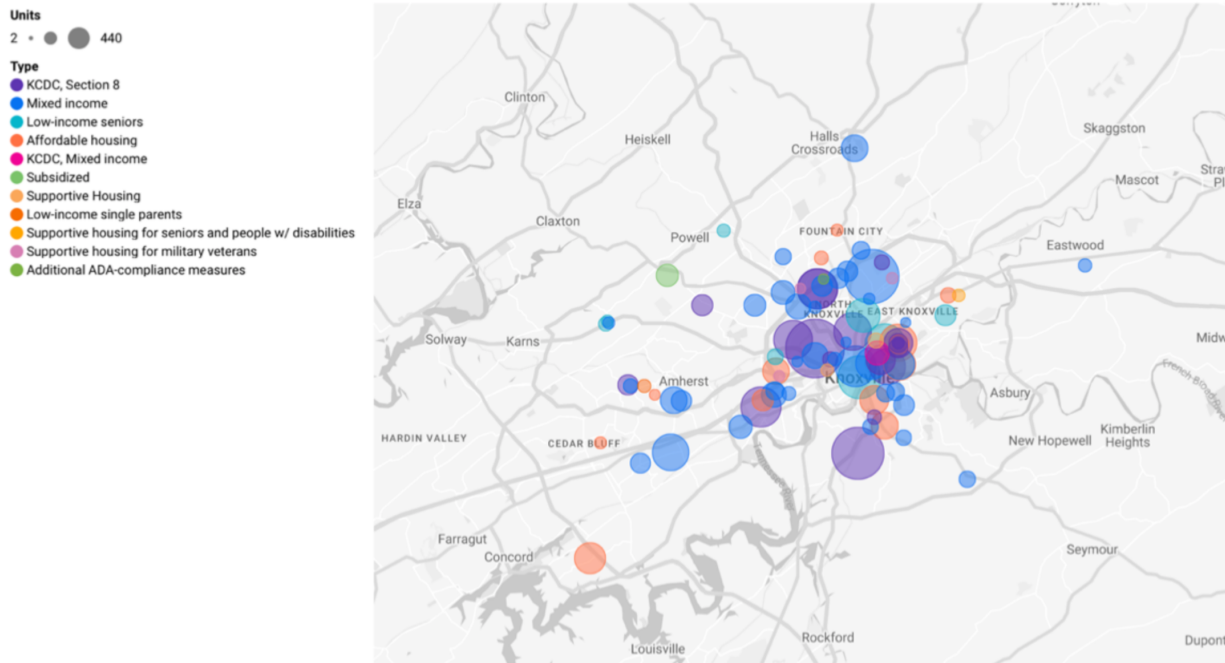 Units
2 440
Type
KCDC, Section 8
Mixed income
Low-income seniors
Affordable housing
KCDC, Mixed income
Subsidized
Supportive Housing
Low-income single parents
Supportive housing for seniors and people w/ disabilities
Supportive housing for military veterans
Additional ADA-compliance measures
Clinton
Heiskell
Halls
Crossroads
Skaggston
Mascot
Elza
Claxton
Powell
FOUNTAIN CITY
Eastwood
NORTH
KNOXVILLE
EAST KNOXVILLE
Solway
Karns
Amherst
Knoxville
Asbury
HARDIN VALLEY
CEDAR BLUFF
New Hopewell
Kimberlin
Heights
Farragut
Concord
Seymour
Rockford
Louisville
Dupont